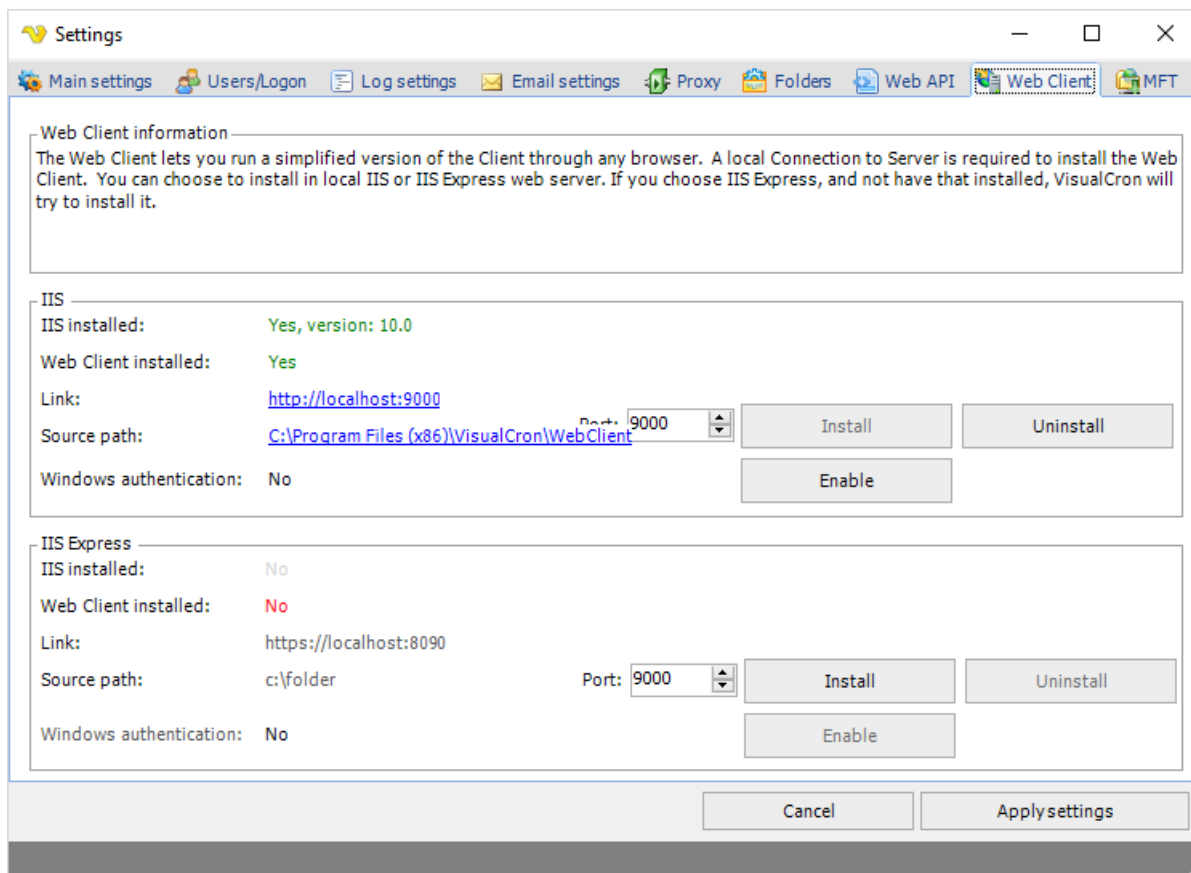 Settings
Main settings Users/Logon Log settings Email settings Proxy Folders Web API Web Client MFT
Web Client information
The Web Client lets you run a simplified version of the Client through any browser. A local Connection to Server is required to install the Web
Client. You can choose to install in local IIS or IIS Express web server. If you choose IIS Express, and not have that installed, VisualCron will
try to install it.
IIS
IIS installed: Yes, version: 10.0
Web Client installed: Yes
Link: http://localhost:9000
Port: 9000 Install Uninstall
Source path: C:\Program Files (x86)\VisualCron\WebClient
Windows authentication: No Enable
IIS Express
IIS installed: No
Web Client installed: No
Link: https://localhost:8090
Source path: c:\folder Port: 9000 Install Uninstall
Windows authentication: No Enable
Cancel Apply settings